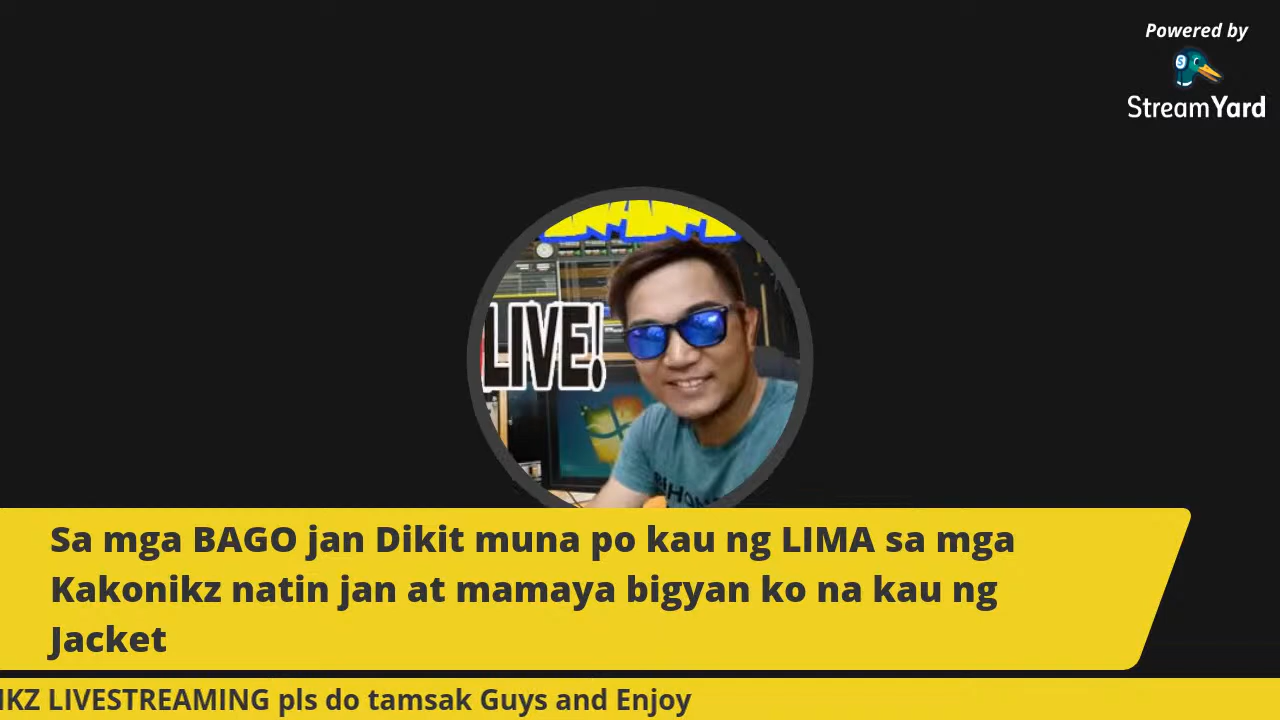 Powered by
StreamYard
LIVE!
Sa mga BAGO jan Dikit muna po kau ng LIMA sa mga
Kakonikz natin jan at mamaya bigyan ko na kau ng
Jacket
IKZ LIVESTREAMING pls do tamsak Guys and Enjoy